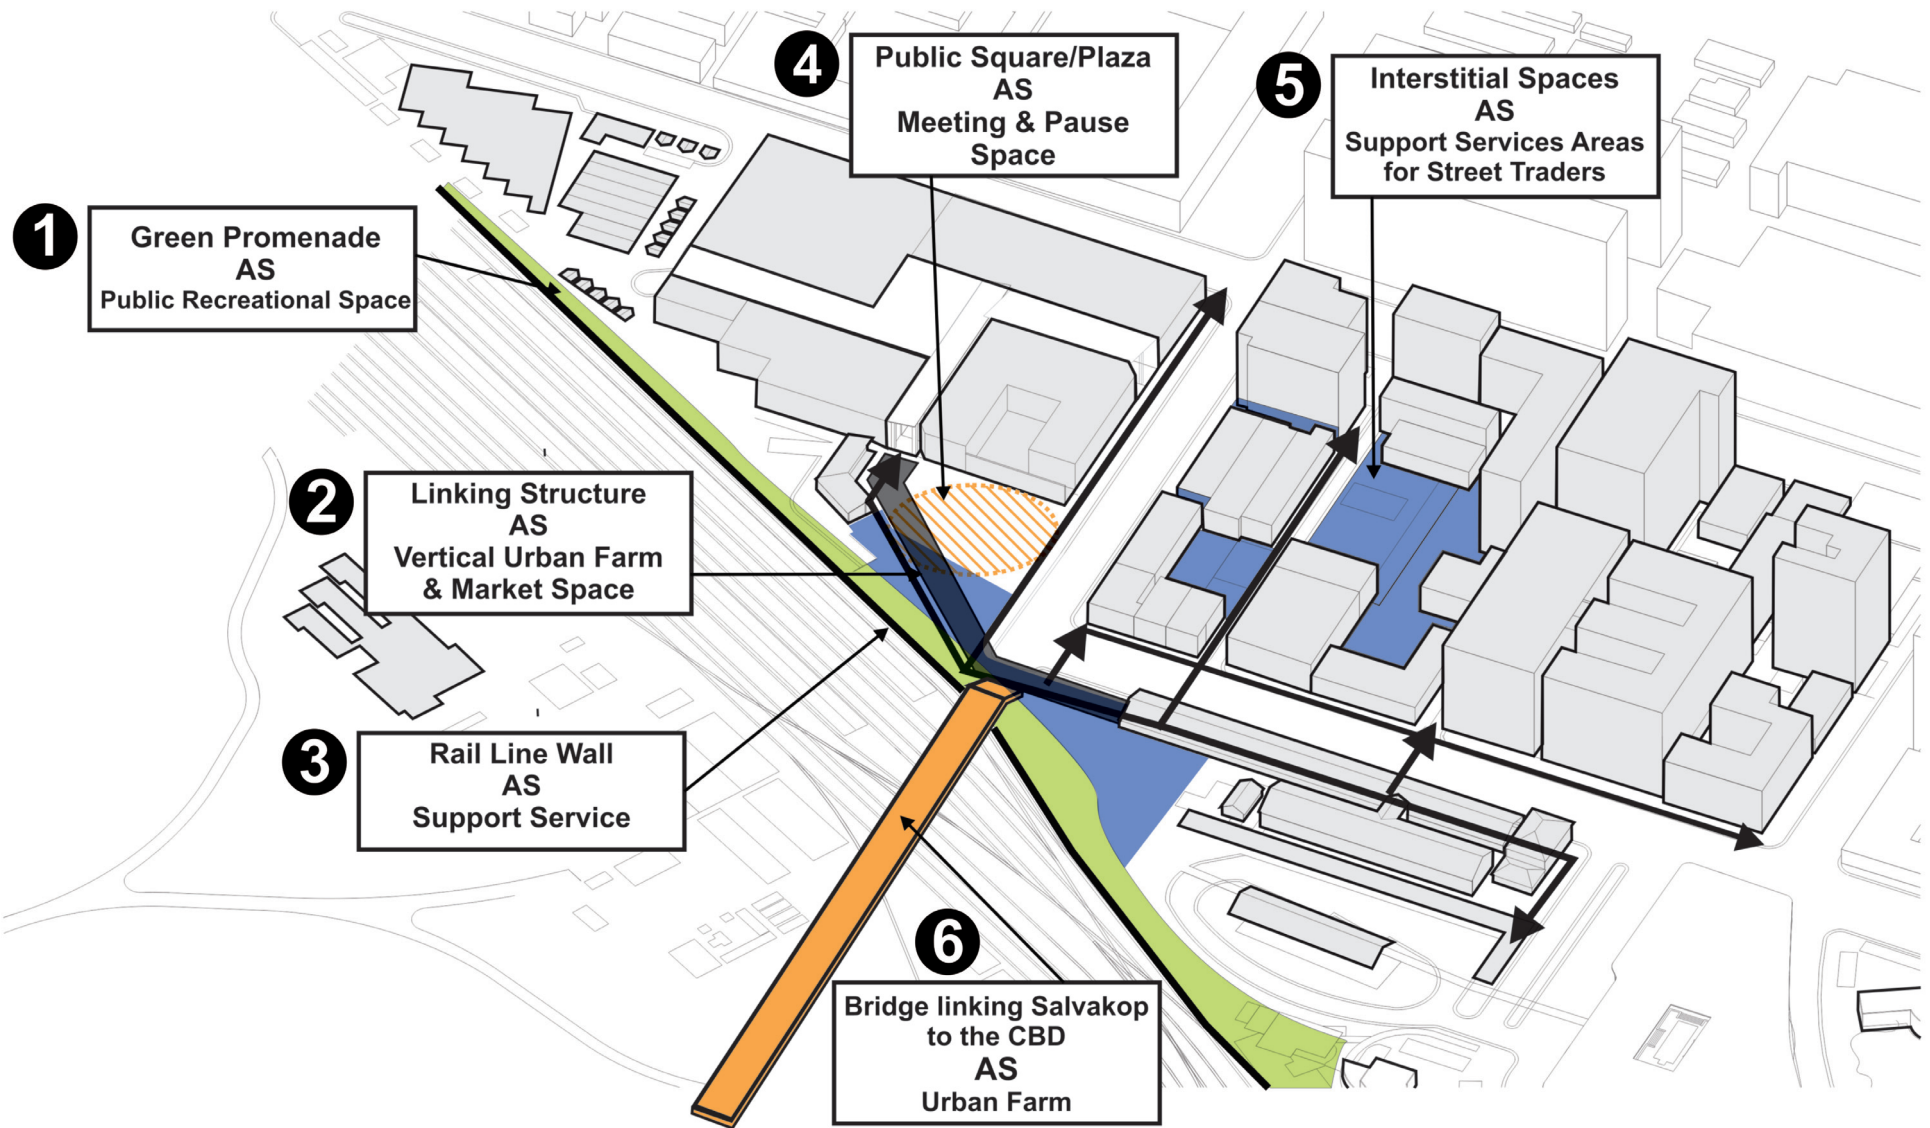 1
Green Promenade
AS
Public Recreational Space
2
Linking Structure
AS
Vertical Urban Farm
& Market Space
3
Rail Line Wall
AS
Support Service
4
Public Square/Plaza
AS
Meeting & Pause
Space
5
Interstitial Spaces
AS
Support Services Areas
for Street Traders
6
Bridge linking Salvakop
to the CBD
AS
Urban Farm